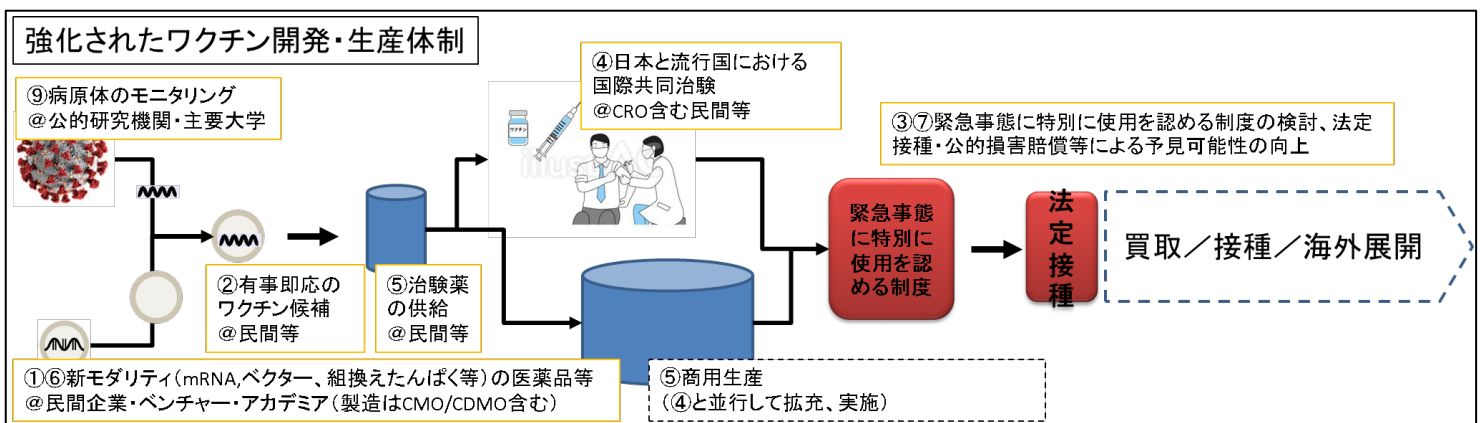 強化されたワクチン開発・生産体制
⑨病原体のモニタリング
@公的研究機関・主要大学
④日本と流行国における
国際共同治験
@CRO含む民間等
ワクチン
③⑦緊急事態に特別に使用を認める制度の検討、法定
接種・公的損害賠償等による予見可能性の向上
②有事即応の
ワクチン候補
@民間等
⑤治験薬
の供給
@民間等
緊急事態
に特別に
使用を認
める制度
法定接種
買取／接種／海外展開
①⑥新モダリティ（mRNA,ベクター、組換えたんぱく等）の医薬品等
@民間企業・ベンチャー・アカデミア（製造はCMO/CDMO含む）
⑤商用生産
（④と並行して拡充、実施）